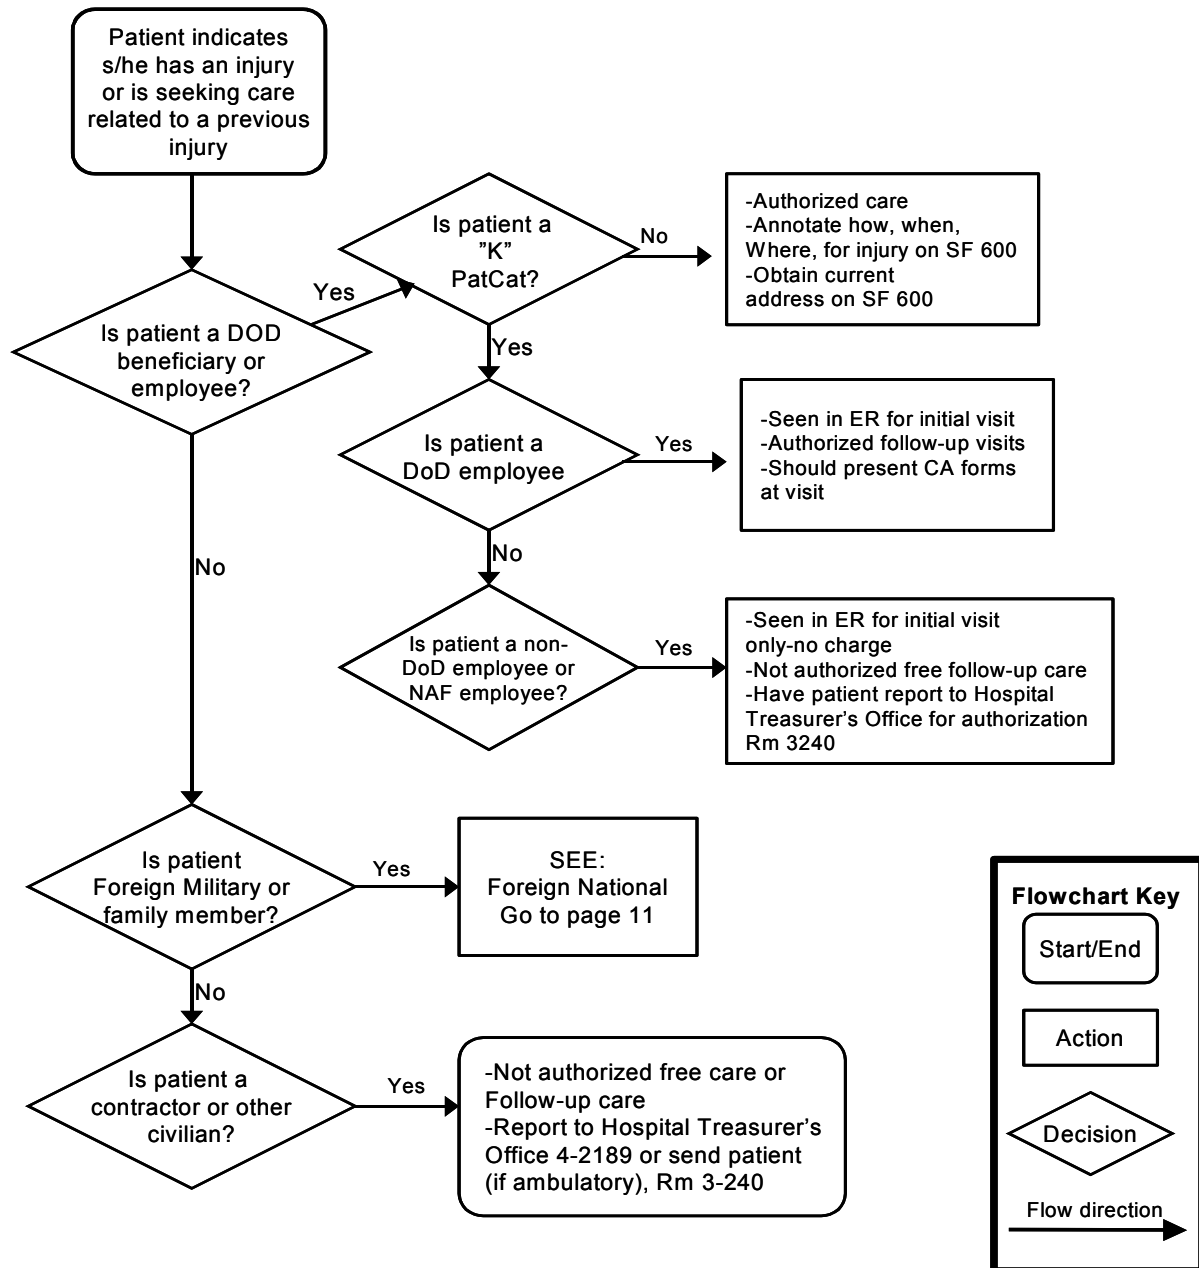 Patient indicates
s/he has an injury
or is seeking care
related to a previous
injury
Is patient a DOD
beneficiary or
employee?
Yes
No
Is patient a
"K"
PatCat?
No
Yes
-Authorized care
-Annotate how, when,
Where, for injury on SF 600
-Obtain current
address on SF 600
Is patient a
DoD employee
Yes
No
-Seen in ER for initial visit
-Authorized follow-up visits
-Should present CA forms
at visit
Is patient a non-
DoD employee or
NAF employee?
Yes
-Seen in ER for initial visit
only-no charge
-Not authorized free follow-up care
-Have patient report to Hospital
Treasurer's Office for authorization
Rm 3240
Is patient
Foreign Military or
family member?
Yes
No
SEE:
Foreign National
Go to page 11
Is patient a
contractor or other
civilian?
Yes
-Not authorized free care or
Follow-up care
-Report to Hospital Treasurer's
Office 4-2189 or send patient
(if ambulatory), Rm 3-240
Flowchart Key
Start/End
Action
Decision
Flow direction